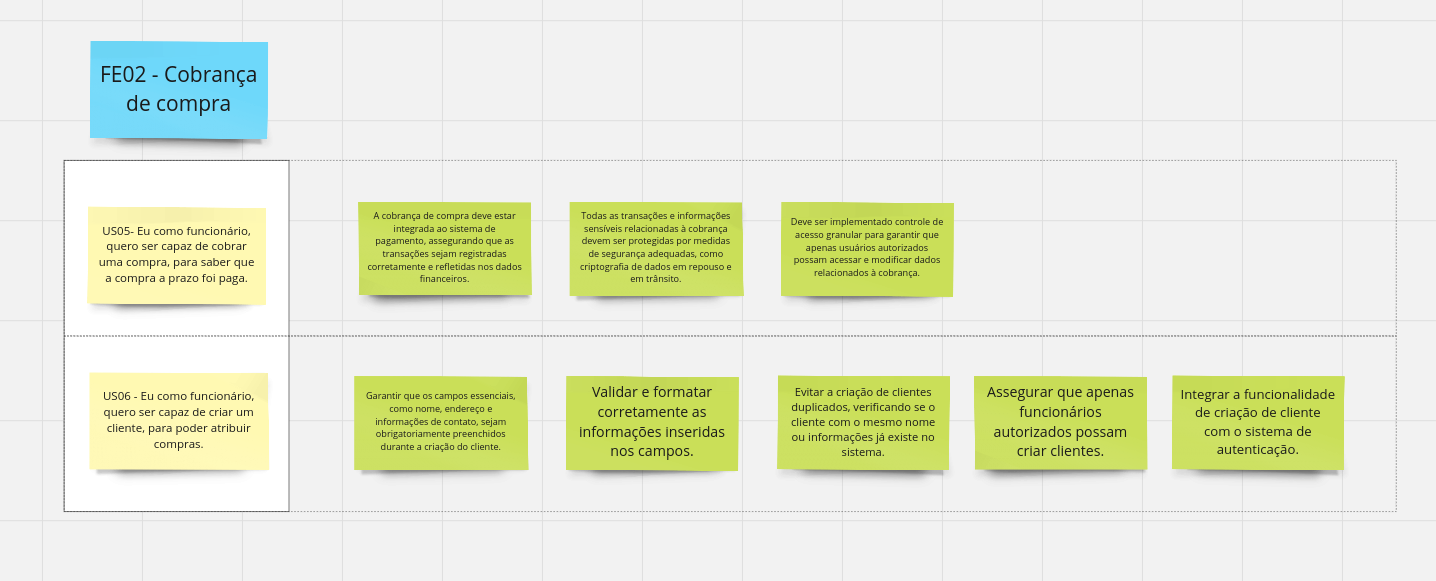 FE02 - Cobrança
de compra
US05- Eu como funcionário,
quero ser capaz de cobrar
uma compra, para saber que
a compra a prazo foi paga.
A cobrança de compra deve estar
integrada ao sistema de
pagamento, assegurando que as
transações sejam registradas
corretamente e refletidas nos dados
financeiros.
Todas as transações e informações
sensíveis relacionadas à cobrança
devem ser protegidas por medidas
de segurança adequadas, como
criptografia de dados em repouso e
em trânsito.
Deve ser implementado controle de
acesso granular para garantir que
apenas usuários autorizados
possam acessar e modificar dados
relacionados à cobrança.
US06 - Eu como funcionário,
quero ser capaz de criar um
cliente, para poder atribuir
compras.
Garantir que os campos essenciais,
como nome, endereço e
informações de contato, sejam
obrigatoriamente preenchidos
durante a criação do cliente.
Validar e formatar
corretamente as
informações inseridas
nos campos.
Evitar a criação de clientes
duplicados, verificando se o
cliente com o mesmo nome
ou informações já existe no
sistema.
Assegurar que apenas
funcionários
autorizados possam
criar clientes.
Integrar a funcionalidade
de criação de cliente
com o sistema de
autenticação.